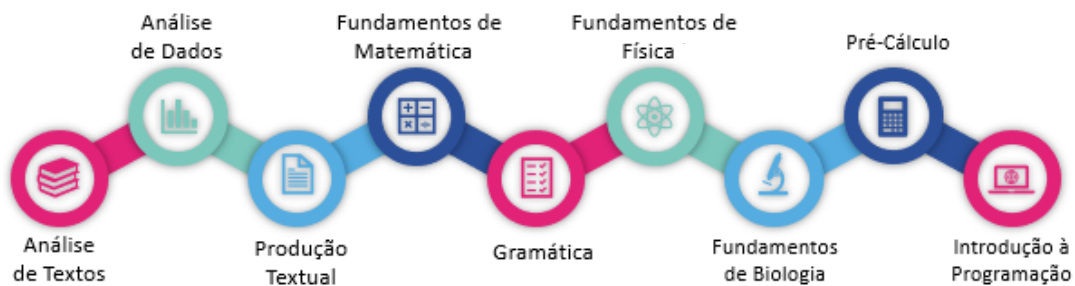 Análise
de Textos
Análise
de Dados
Produção
Textual
Fundamentos de
Matemática
Gramática
Fundamentos de
Física
Fundamentos
de Biologia
Pré-Cálculo
Introdução à
Programação